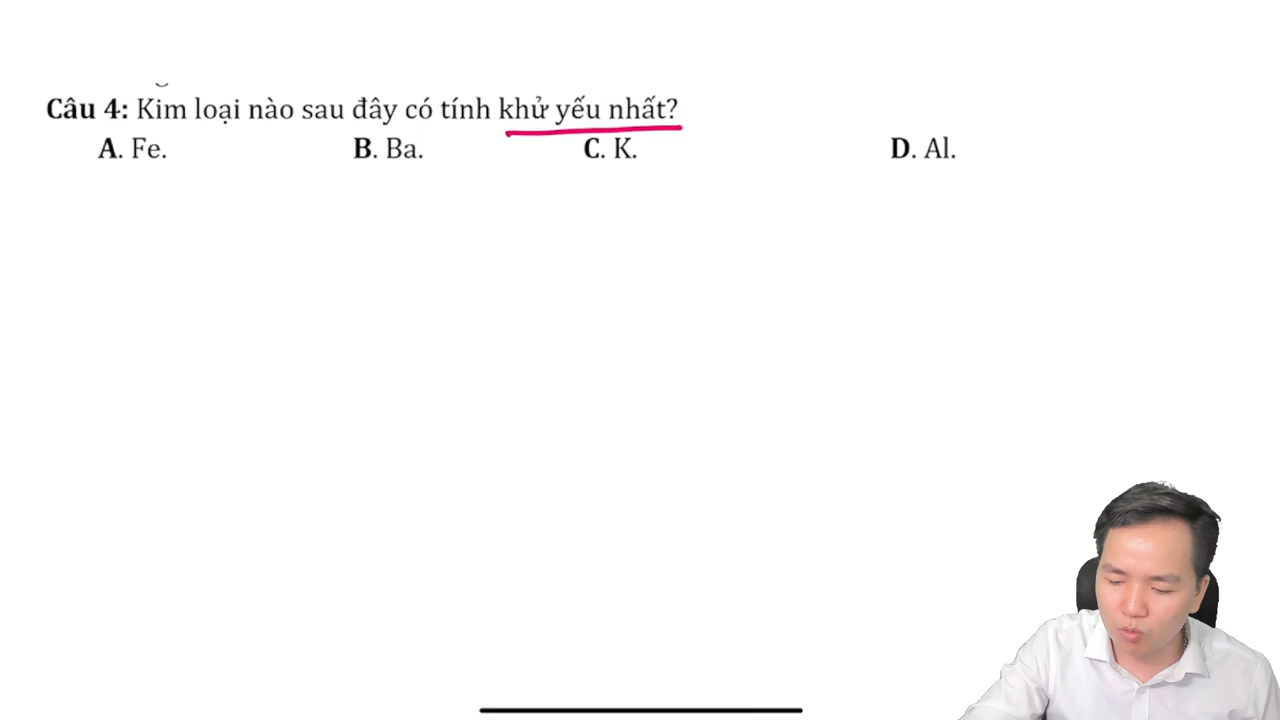 Câu 4: Kim loại nào sau đây có tính khử yếu nhất?
A. Fe. B. Ba. C. K. D. Al.